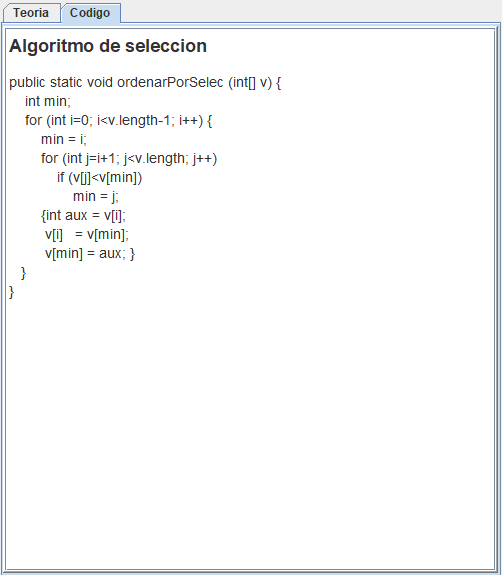 Teoria Codigo
Algoritmo de seleccion
public static void ordenarPorSelec (int[] v) {
int min;
for (int i=0; i<v.length-1; i++) {
min = i;
for (int j=i+1; j<v.length; j++)
if (v[j]<v[min])
min = j;
{int aux = v[i];
v[i]   = v[min];
v[min] = aux; }
}
}